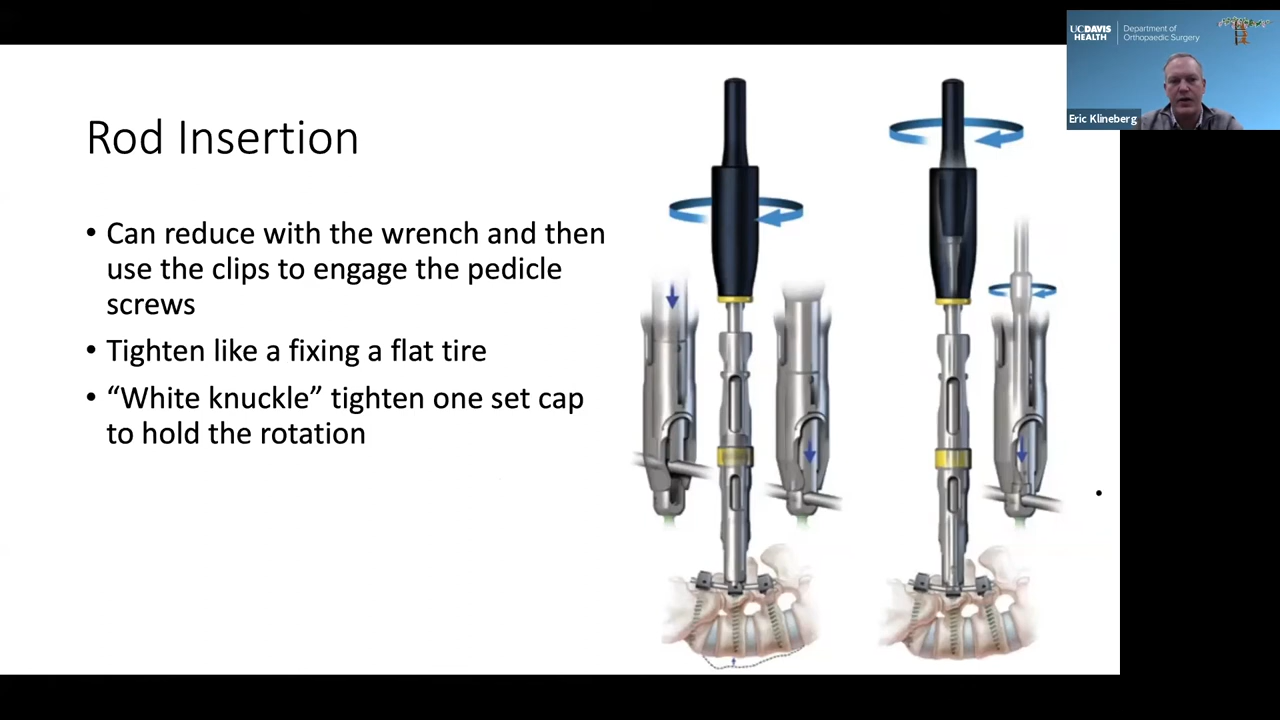 UCDAVIS
HEALTH
Department of
Orthopaedic Surgery
Eric Klineberg
Rod Insertion
• Can reduce with the wrench and then
use the clips to engage the pedicle
screws
• Tighten like a fixing a flat tire
• “White knuckle” tighten one set cap
to hold the rotation